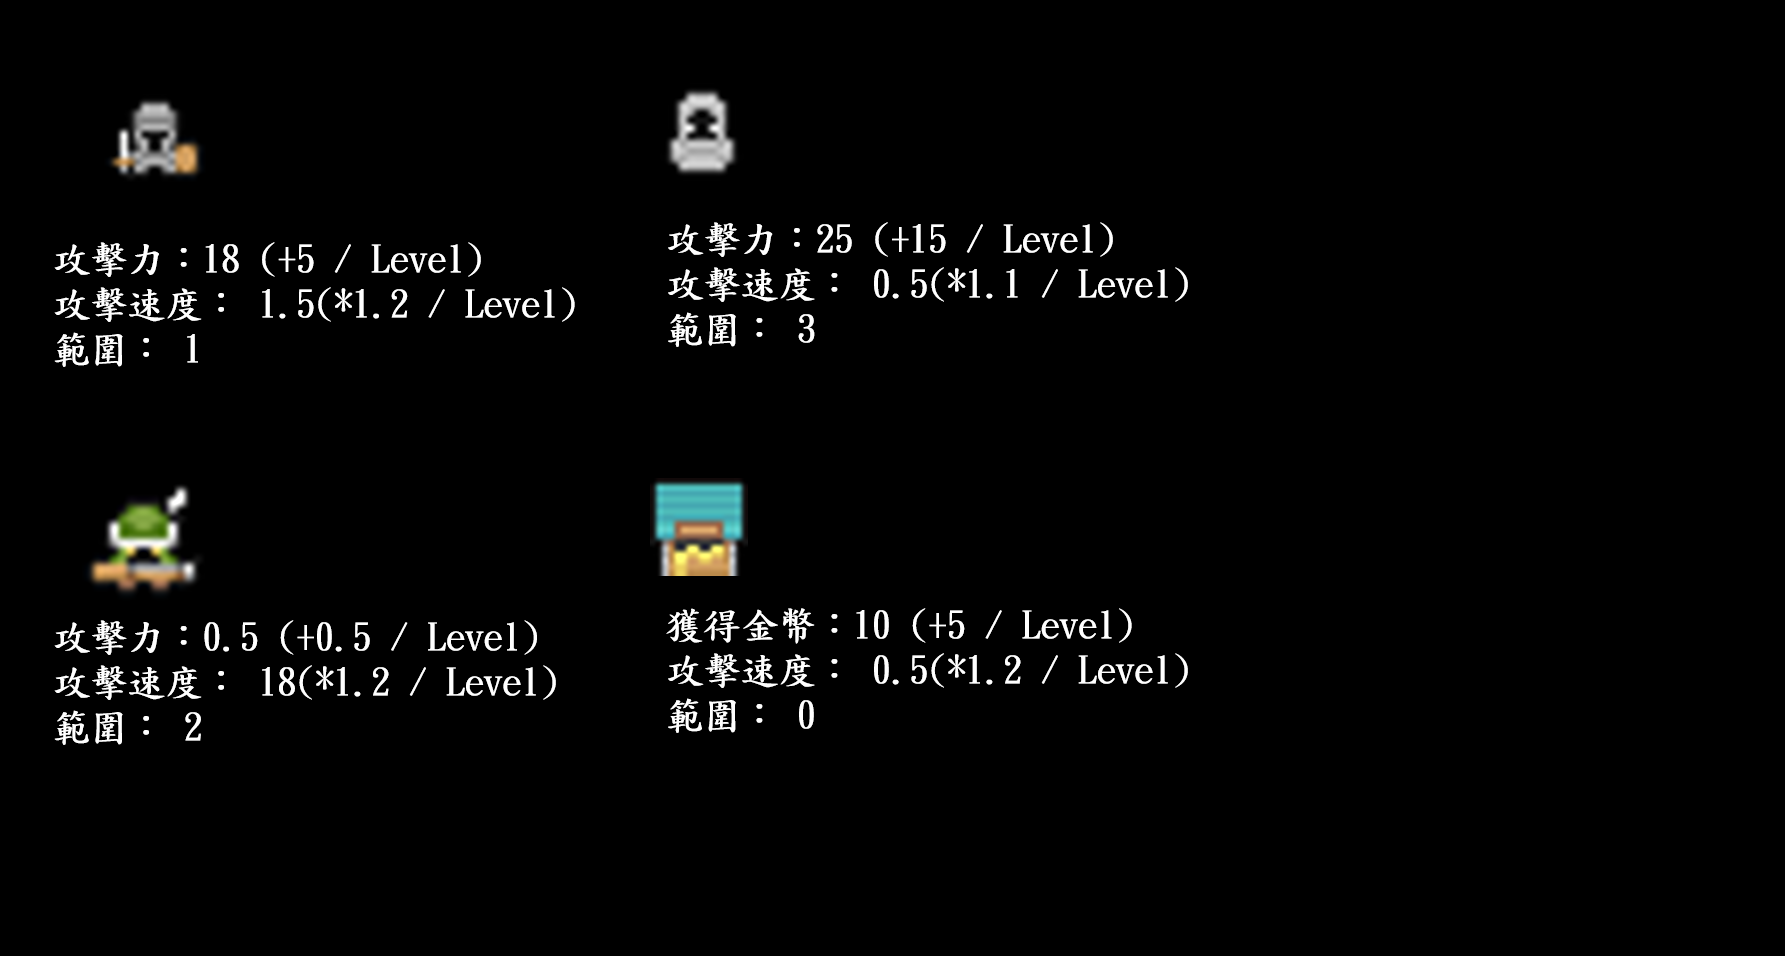 攻擊力：18 (+5 / Level)
攻擊速度： 1.5(*1.2 / Level)
範圍： 1
攻擊力：25 (+15 / Level)
攻擊速度： 0.5(*1.1 / Level)
範圍： 3
攻擊力：0.5 (+0.5 / Level)
攻擊速度： 18(*1.2 / Level)
範圍： 2
獲得金幣：10 (+5 / Level)
攻擊速度： 0.5(*1.2 / Level)
範圍： 0